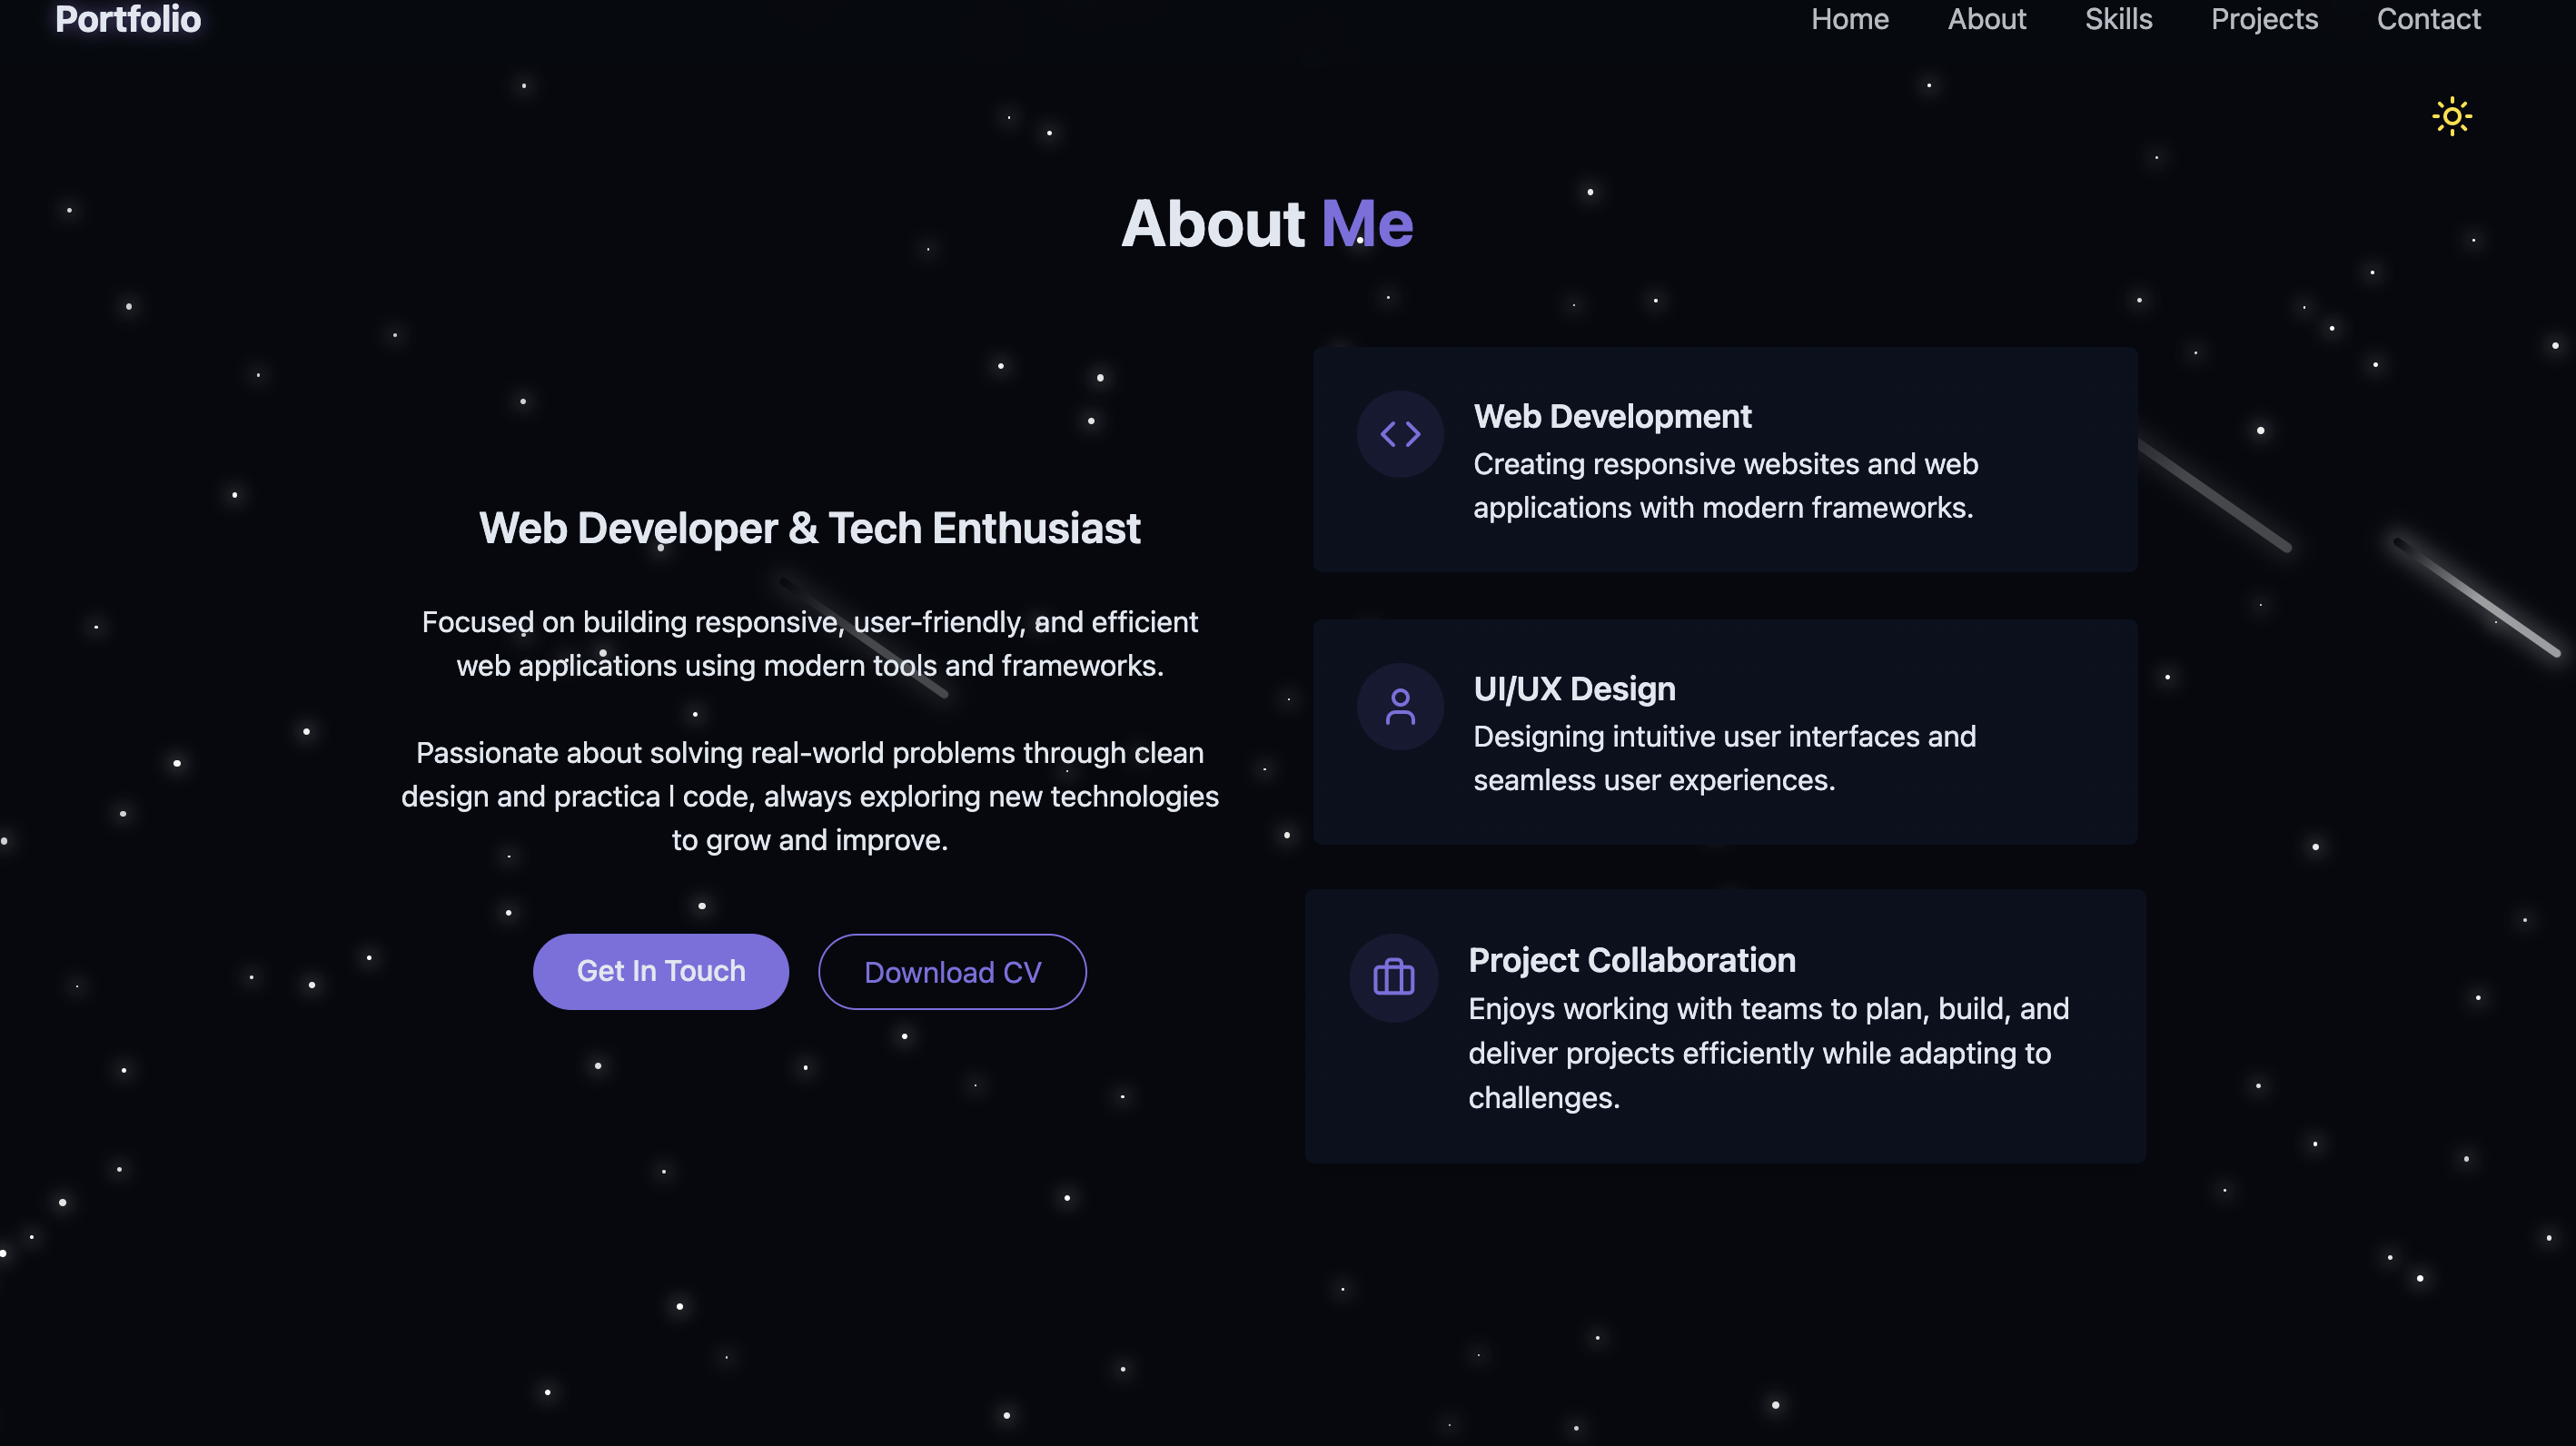 Portfolio
Home About Skills Projects Contact
About Me
Web Developer & Tech Enthusiast
Focused on building responsive, user-friendly, and efficient
web applications using modern tools and frameworks.
Passionate about solving real-world problems through clean
design and practica l code, always exploring new technologies
to grow and improve.
Get In Touch
Download CV
Web Development
Creating responsive websites and web
applications with modern frameworks.
UI/UX Design
Designing intuitive user interfaces and
seamless user experiences.
Project Collaboration
Enjoys working with teams to plan, build, and
deliver projects efficiently while adapting to
challenges.